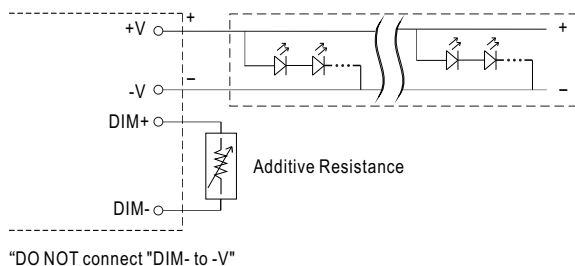 +V
+
+
-V
−
−
DIM+
Additive Resistance
DIM-
“DO NOT connect "DIM- to -V"